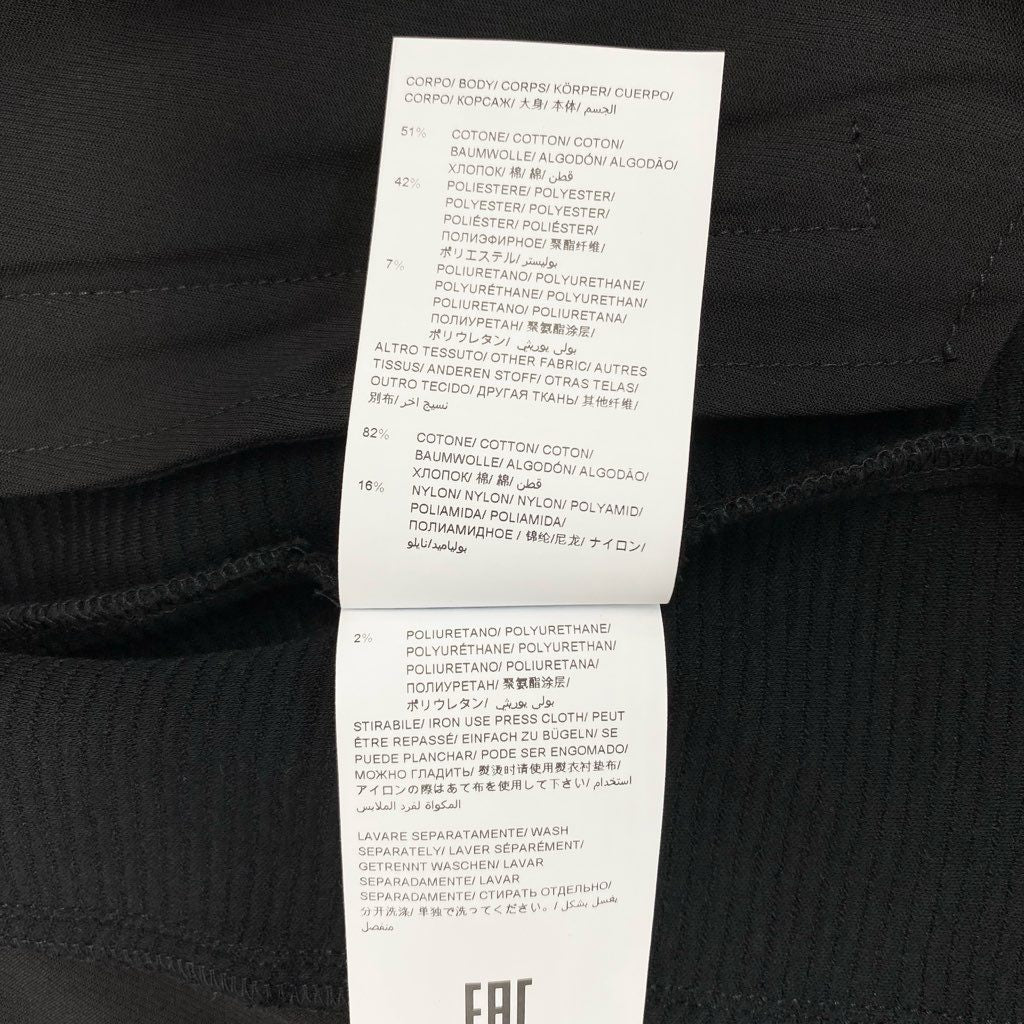 CORPO/ BODY/ CORPS/ KÖRPER/ CUERPO/
CORPO/ КОРСАЖ/ 大身/ 本体/ الجسم
51% COTONE/ COTTON/ COTON/
BAUMWOLLE/ ALGODÓN/ ALGODÃO/
ХЛОПОК/ 棉/ 綿/ قطن
42% POLIESTERE/ POLYESTER/
POLYESTER/ POLYESTER/
POLIÉSTER/ POLIÉSTER/
ПОЛИЭФИРНОЕ/ 聚酯纤维/
ポリエステル/ بوليستر
7% POLIURETANO/ POLYURETHANE/
POLYURÉTHANE/ POLYURETHAN/
POLIURETANO/ POLIURETANA/
ПОЛИУРЕТАН/ 聚氨酯涂层/
ポリウレタン/ بولي يوريثي
ALTRO TESSUTO/ OTHER FABRIC/ AUTRES
TISSUS/ ANDEREN STOFF/ OTRAS TELAS/
OUTRO TECIDO/ ДРУГАЯ ТКАНЬ/ 其他纤维/
別布/ نسيج اخر
82% COTONE/ COTTON/ COTON/
BAUMWOLLE/ ALGODÓN/ ALGODÃO/
ХЛОПОК/ 棉/ 綿/ قطن
16% NYLON/ NYLON/ NYLON/ POLYAMID/
POLIAMIDA/ POLIAMIDA/
ПОЛИАМИДНОЕ / 锦纶/尼龙/ ナイロン/
بولياميد/نايلو
2% POLIURETANO/ POLYURETHANE/
POLYURÉTHANE/ POLYURETHAN/
POLIURETANO/ POLIURETANA/
ПОЛИУРЕТАН/ 聚氨酯涂层/
ポリウレタン/ بولي يوريثي
STIRABILE/ IRON USE PRESS CLOTH/ PEUT
ÊTRE REPASSÉ/ EINFACH ZU BÜGELN/ SE
PUEDE PLANCHAR/ PODE SER ENGOMADO/
МОЖНО ГЛАДИТЬ/ 熨烫时请使用熨衣衬垫布/
アイロンの際はあて布を使用して下さい/ استخدام
المكواة لفرد الملابس
LAVARE SEPARATAMENTE/ WASH
SEPARATELY/ LAVER SÉPARÉMENT/
GETRENNT WASCHEN/ LAVAR
SEPARADAMENTE/ LAVAR
SEPARADAMENTE/ СТИРАТЬ ОТДЕЛЬНО/
分开洗涤/ 单独で洗ってください。/ يغسل بشكل
منفصل
EAC